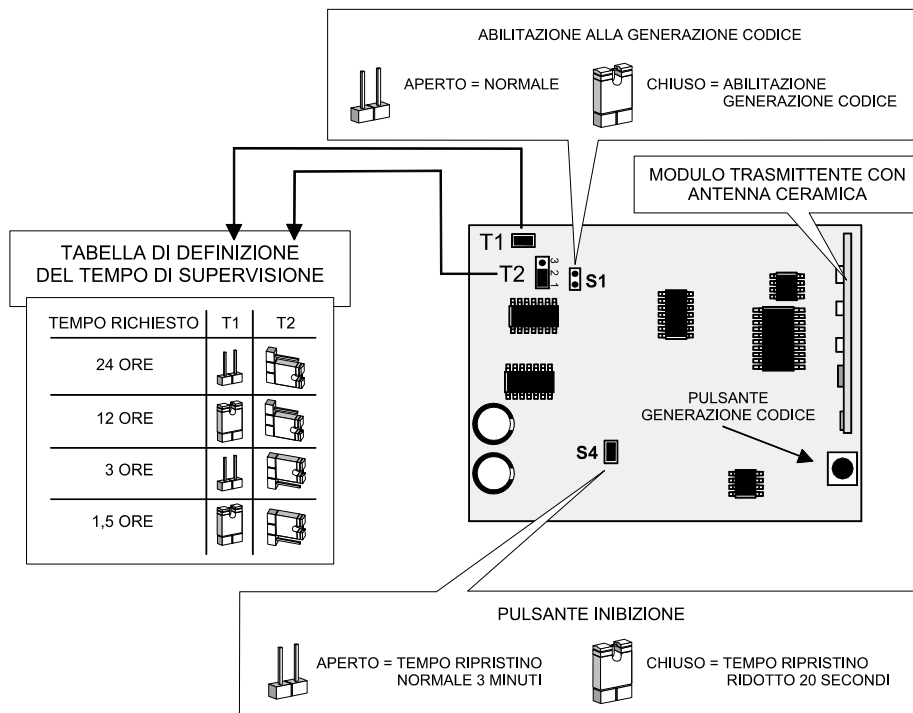 ABILITAZIONE ALLA GENERAZIONE CODICE
APERTO = NORMALE
CHIUSO = ABILITAZIONE
GENERAZIONE CODICE
MODULO TRASMITTENTE CON
ANTENNA CERAMICA
TABELLA DI DEFINIZIONE
DEL TEMPO DI SUPERVISIONE
TEMPO RICHIESTO T1 T2
24 ORE
12 ORE
3 ORE
1,5 ORE
T1
T2
3
2
1
S1
PULSANTE
GENERAZIONE CODICE
S4
PULSANTE INIBIZIONE
APERTO = TEMPO RIPRISTINO
NORMALE 3 MINUTI
CHIUSO = TEMPO RIPRISTINO
RIDOTTO 20 SECONDI